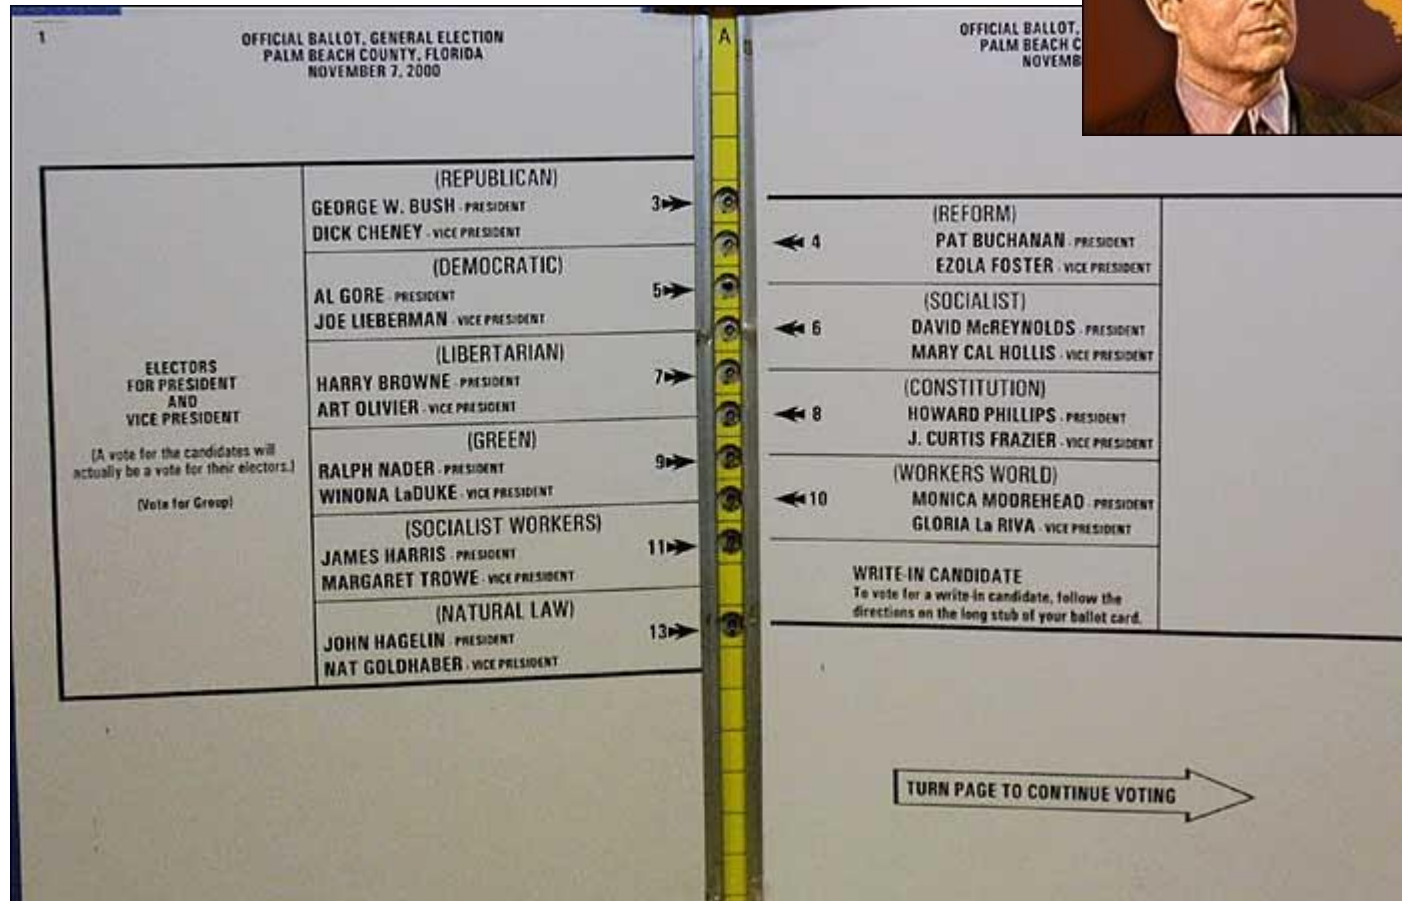 1
OFFICIAL BALLOT, GENERAL ELECTION
PALM BEACH COUNTY, FLORIDA
NOVEMBER 7, 2000
ELECTORS
FOR PRESIDENT
AND
VICE PRESIDENT
(A vote for the candidates will
actually be a vote for their electors.)
(Vote for Group)
(REPUBLICAN)
GEORGE W. BUSH - PRESIDENT
DICK CHENEY - VICE PRESIDENT
3
(DEMOCRATIC)
AL GORE - PRESIDENT
JOE LIEBERMAN - VICE PRESIDENT
5
(LIBERTARIAN)
HARRY BROWNE - PRESIDENT
ART OLIVIER - VICE PRESIDENT
7
(GREEN)
RALPH NADER - PRESIDENT
WINONA LaDUKE - VICE PRESIDENT
9
(SOCIALIST WORKERS)
JAMES HARRIS - PRESIDENT
MARGARET TROWE - VICE PRESIDENT
11
(NATURAL LAW)
JOHN HAGELIN - PRESIDENT
NAT GOLDHABER - VICE PRESIDENT
13
A
OFFICIAL BALLOT,
PALM BEACH C
NOVEMB
(REFORM)
4
PAT BUCHANAN - PRESIDENT
EZOLA FOSTER - VICE PRESIDENT
(SOCIALIST)
6
DAVID McREYNOLDS - PRESIDENT
MARY CAL HOLLIS - VICE PRESIDENT
(CONSTITUTION)
8
HOWARD PHILLIPS - PRESIDENT
J. CURTIS FRAZIER - VICE PRESIDENT
(WORKERS WORLD)
10
MONICA MOOREHEAD - PRESIDENT
GLORIA La RIVA - VICE PRESIDENT
WRITE-IN CANDIDATE
To vote for a write-in candidate, follow the
directions on the long stub of your ballot card.
TURN PAGE TO CONTINUE VOTING